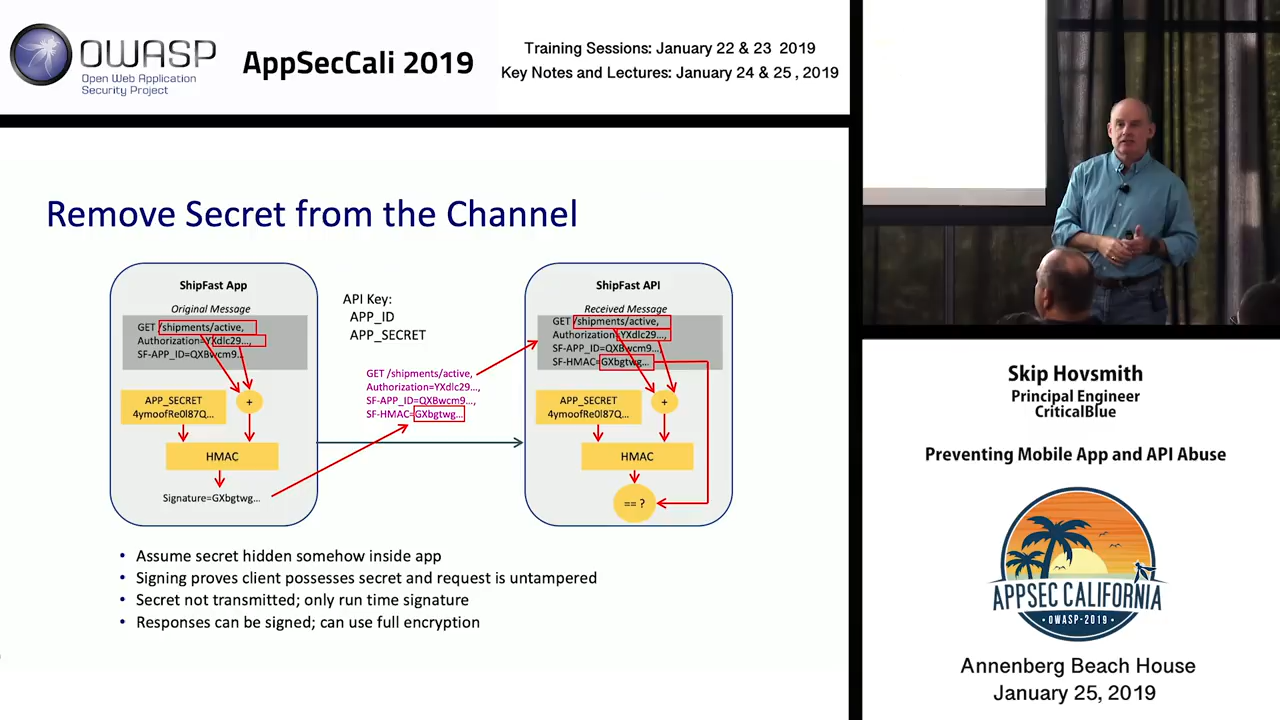 OWASP
Open Web Application
Security Project
AppSecCali 2019
Training Sessions: January 22 & 23 2019
Key Notes and Lectures: January 24 & 25 , 2019
Remove Secret from the Channel
ShipFast App
Original Message
GET /shipments/active,
Authorization=YXdlc29...,
SF-APP_ID=QXBwcm9...
APP_SECRET
4ymoofRe0l87Q...
+
HMAC
Signature=GXbgtwg...
API Key:
APP_ID
APP_SECRET
GET /shipments/active,
Authorization=YXdlc29...,
SF-APP_ID=QXBwcm9...,
SF-HMAC=GXbgtwg...
ShipFast API
Received Message
GET /shipments/active,
Authorization=YXdlc29...,
SF-APP_ID=QXBwcm9...,
SF-HMAC=GXbgtwg...
APP_SECRET
4ymoofRe0l87Q...
+
HMAC
== ?
• Assume secret hidden somehow inside app
• Signing proves client possesses secret and request is untampered
• Secret not transmitted; only run time signature
• Responses can be signed; can use full encryption
Skip Hovsmith
Principal Engineer
CriticalBlue
Preventing Mobile App and API Abuse
APPSEC CALIFORNIA
• OWASP-2019 •
Annenberg Beach House
January 25, 2019